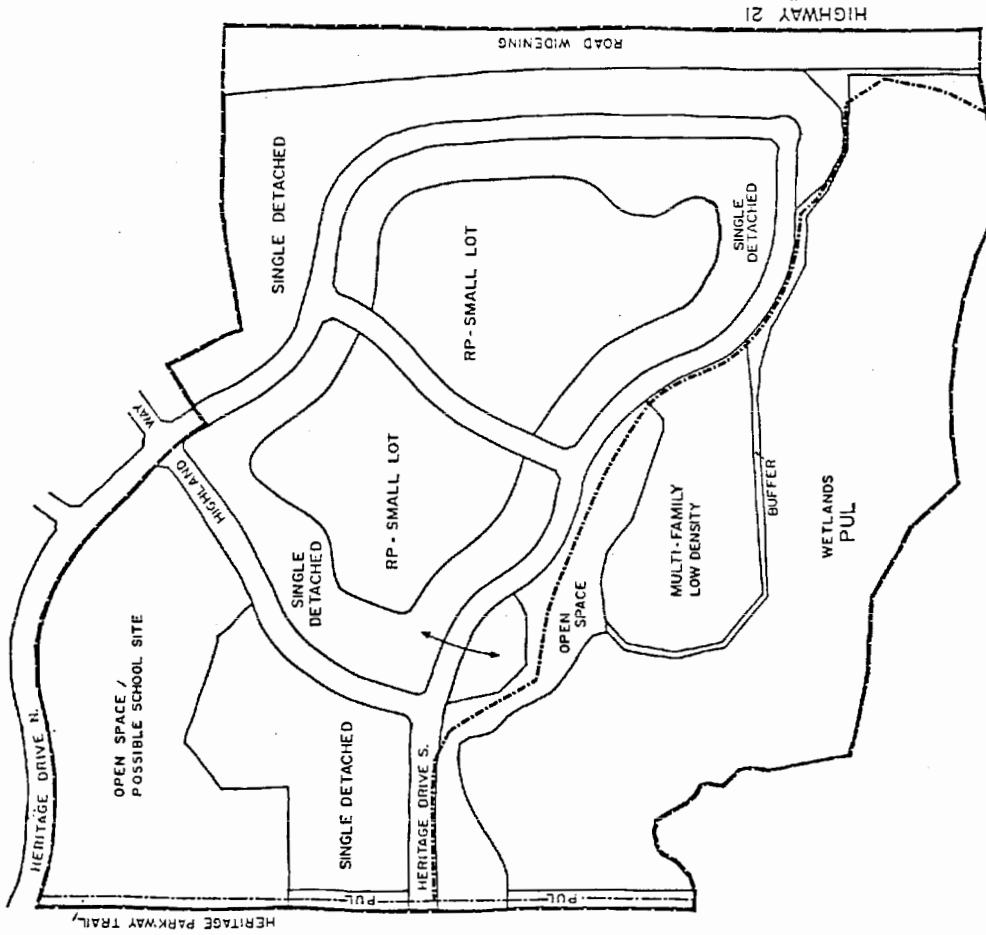 HIGHWAY 21
ROAD WIDENING
SINGLE DETACHED
WAY
HIGHLAND
RP - SMALL LOT
SINGLE
DETACHED
RP - SMALL LOT
SINGLE
DETACHED
HERITAGE DRIVE N.
OPEN SPACE /
POSSIBLE SCHOOL SITE
SINGLE DETACHED
HERITAGE DRIVE S.
OPEN
SPACE
MULTI-FAMILY
LOW DENSITY
BUFFER
WETLANDS
PUL
PUL
PUL
HERITAGE PARKWAY TRAIL